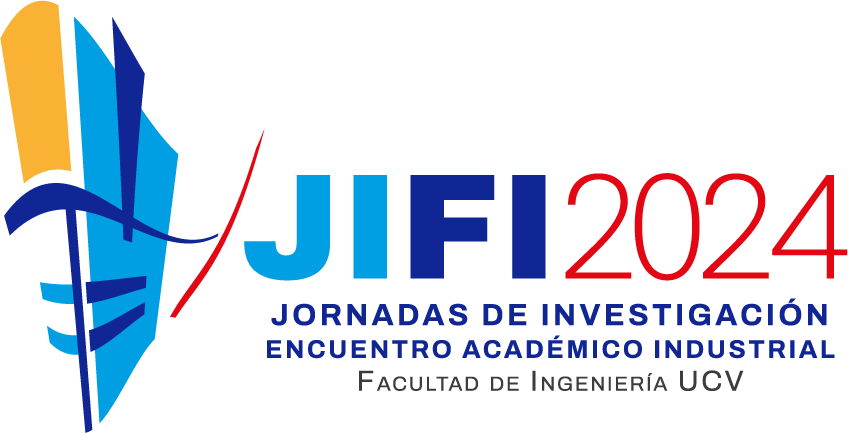 JIFI2024
JORNADAS DE INVESTIGACIÓN
ENCUENTRO ACADÉMICO INDUSTRIAL
FACULTAD DE INGENIERÍA UCV